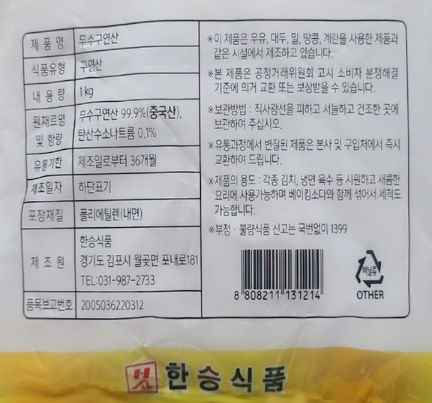 제 품 명 무수구연산
식품유형 구연산
내 용 량 1kg
원재료명 및 함량 무수구연산 99.9%(중국산), 탄산수소나트륨 0.1%
유통기한 제조일로부터 36개월
제조일자 하단표기
포장재질 폴리에틸렌(내면)
제 조 원 한승식품
경기도 김포시 월곶면 포내로181
TEL:031-987-2733
품목보고번호 2005036220312
※이 제품은 우유, 대두, 밀, 땅콩, 계란을 사용한 제품과
같은 시설에서 제조하고 있습니다.
※본 제품은 공정거래위원회 고시 소비자 분쟁해결
기준에 의거 교환 또는 보상받을 수 있습니다.
※보관방법 : 직사광선을 피하고 서늘하고 건조한 곳에
보관하여 주십시오.
※유통과정에서 변질된 제품은 본사 및 구입처에서 즉시
교환하여 드립니다.
※제품의 용도 : 각종 김치, 냉면 육수 등 시원하고 새콤한
요리에 사용가능하며 베이킹소다와 함께 섞어서 세척도
가능합니다.
※부정 · 불량식품 신고는 국번없이 1399
8 808211 131214
비닐류
OTHER
한승식품